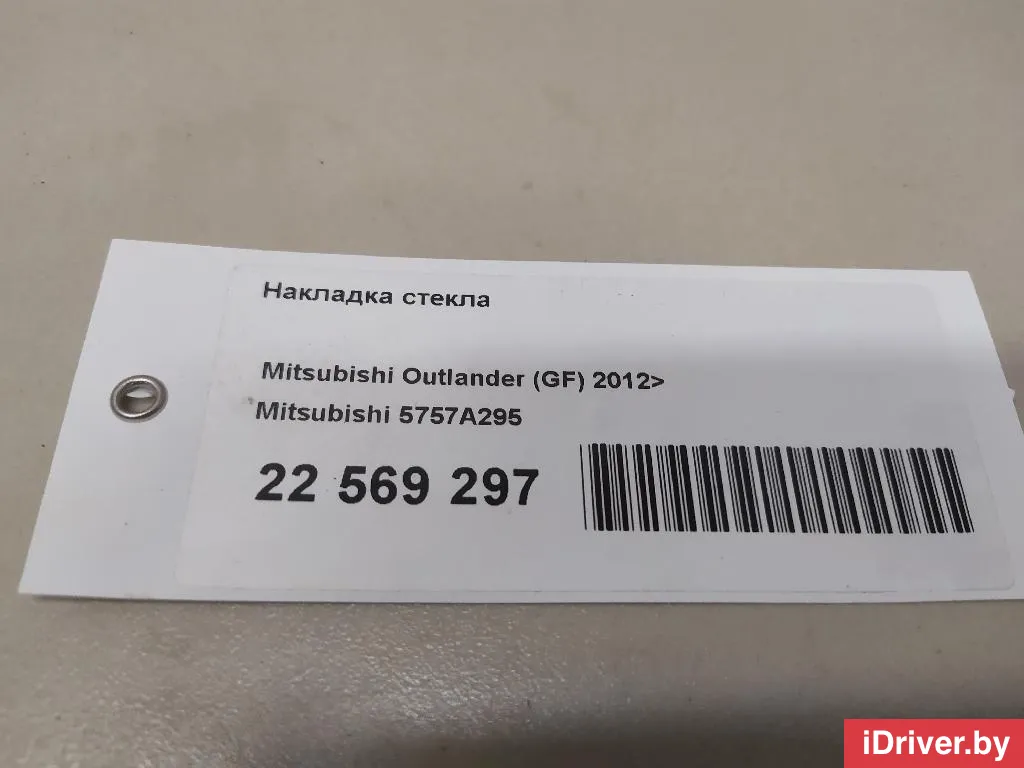 Накладка стекла
Mitsubishi Outlander (GF) 2012>
Mitsubishi 5757A295
22 569 297
iDriver.by